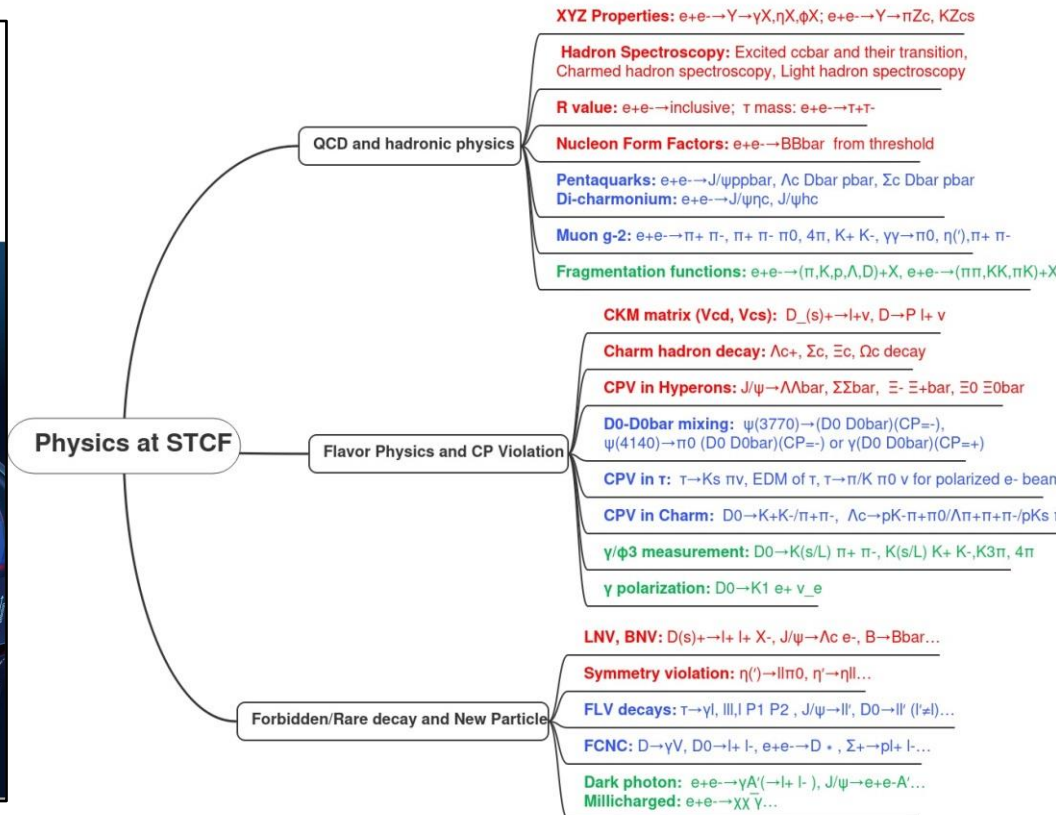 XYZ Properties: e+e-→Y→γX,ηX,ϕX; e+e-→Y→πZc, KZcs
Hadron Spectroscopy: Excited ccbar and their transition,
Charmed hadron spectroscopy, Light hadron spectroscopy
R value: e+e-→inclusive; τ mass: e+e-→τ+τ-
QCD and hadronic physics
Nucleon Form Factors: e+e-→BBbar from threshold
Pentaquarks: e+e-→J/ψppbar, Λc Dbar pbar, Σc Dbar pbar
Di-charmonium: e+e-→J/ψηc, J/ψhc
Muon g-2: e+e-→π+ π-, π+ π- π0, 4π, K+ K-, γγ→π0, η('),π+ π-
Fragmentation functions: e+e-→(π,K,p,Λ,D)+X, e+e-→(ππ,KK,πK)+X
CKM matrix (Vcd, Vcs): D_(s)+→l+ν, D→P l+ ν
Charm hadron decay: Λc+, Σc, Ξc, Ωc decay
CPV in Hyperons: J/ψ→ΛΛbar, ΣΣbar, Ξ- Ξ+bar, Ξ0 Ξ0bar
D0-D0bar mixing: ψ(3770)→(D0 D0bar)(CP=-),
ψ(4140)→π0 (D0 D0bar)(CP=-) or γ(D0 D0bar)(CP=+)
Physics at STCF
Flavor Physics and CP Violation
CPV in τ: τ→Ks πν, EDM of τ, τ→π/K π0 ν for polarized e- beam
CPV in Charm: D0→K+K-/π+π-, Λc→pK-π+π0/Λπ+π+π-/pKs
γ/ϕ3 measurement: D0→K(s/L) π+ π-, K(s/L) K+ K-,K3π, 4π
γ polarization: D0→K1 e+ ν_e
LNV, BNV: D(s)+→l+ l+ X-, J/ψ→Λc e-, B→Bbar…
Symmetry violation: η(')→llπ0, η'→ηll…
Forbidden/Rare decay and New Particle
FLV decays: τ→γl, lll,l P1 P2 , J/ψ→ll', D0→ll' (l'≠l)…
FCNC: D→γV, D0→l+ l-, e+e-→D * , Σ+→pl+ l-…
Dark photon: e+e-→γA'(→l+ l- ), J/ψ→e+e-A'…
Millicharged: e+e-→χχ̅γ…